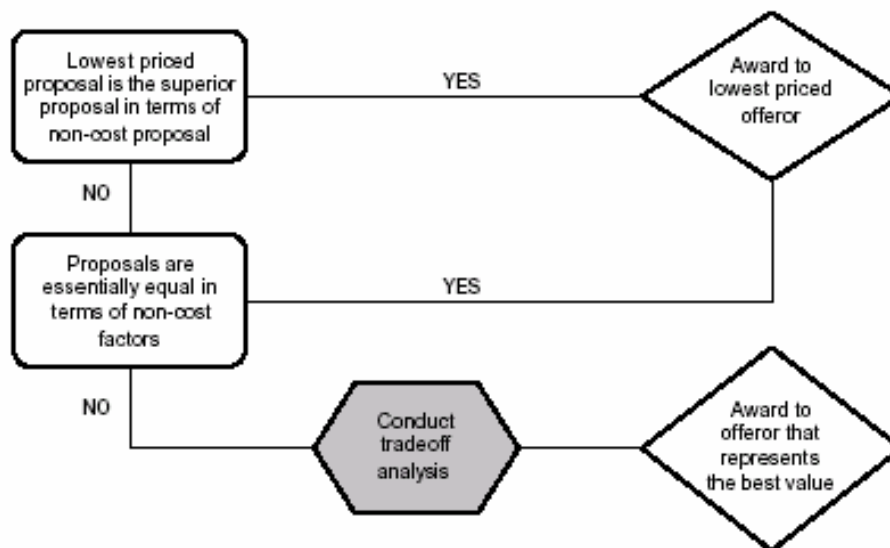 Lowest priced
proposal is the superior
proposal in terms of
non-cost proposal
YES
Award to
lowest priced
offeror
NO
Proposals are
essentially equal in
terms of non-cost
factors
YES
NO
Conduct
tradeoff
analysis
Award to
offeror that
represents
the best value